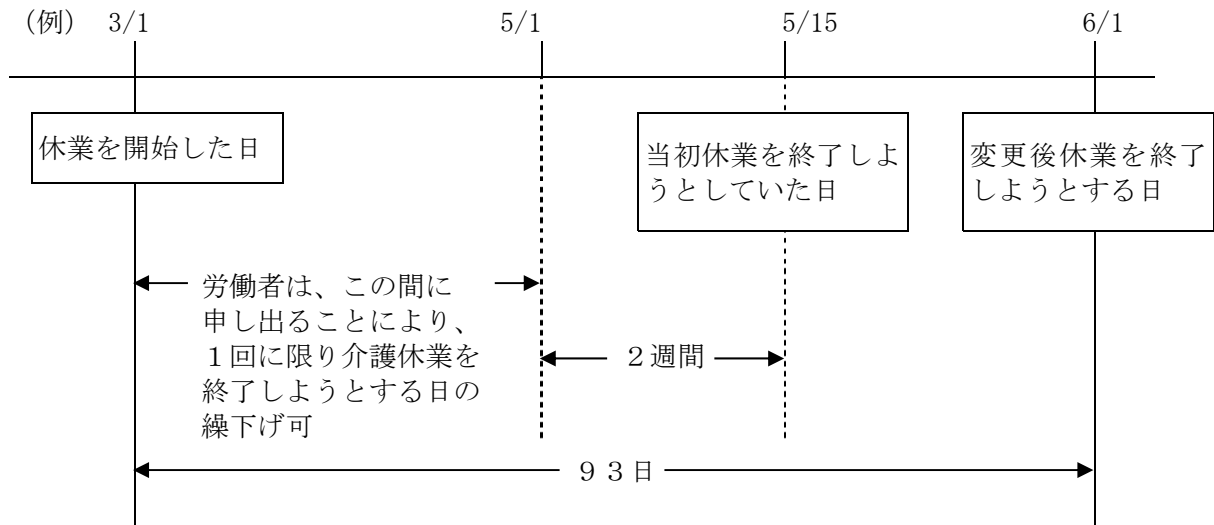 (例) 3/1 5/1 5/15 6/1
休業を開始した日
当初休業を終了しよ
うとしていた日
変更後休業を終了
しようとする日
労働者は、この間に
申し出ることにより、
１回に限り介護休業を
終了しようとする日の
繰下げ可
２週間
９３日